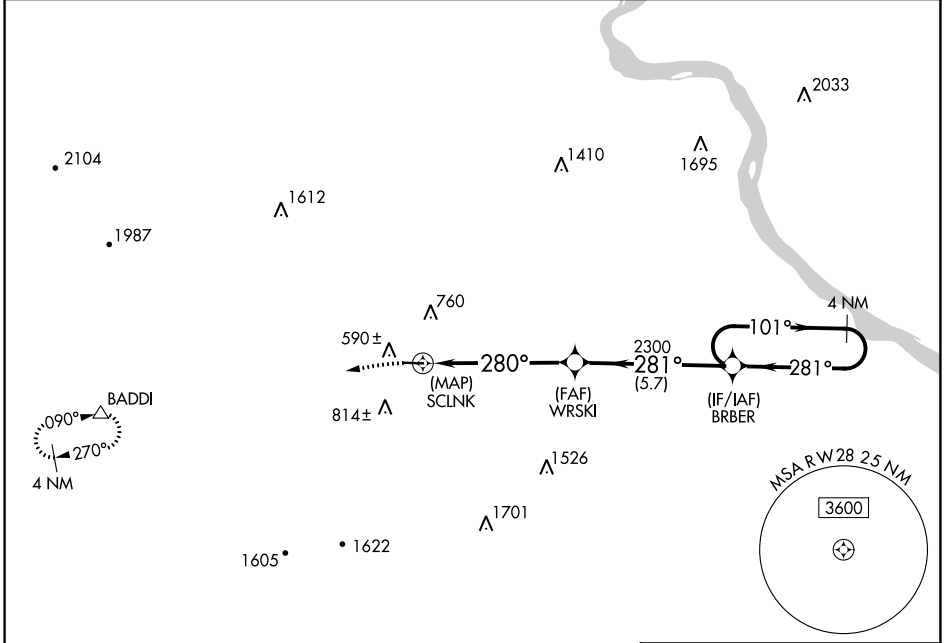 2033
1410
1695
2104
1612
1987
760
590 ±
4 NM
101°
2300
280°
281°
281°
(5.7)
(MAP)
SCLNK
(FAF)
WRSKI
(IF/IAF)
BRBER
BADDI
090°
270°
4 NM
814 ±
1526
1701
1605
1622
MSA RW28 25 NM
3600